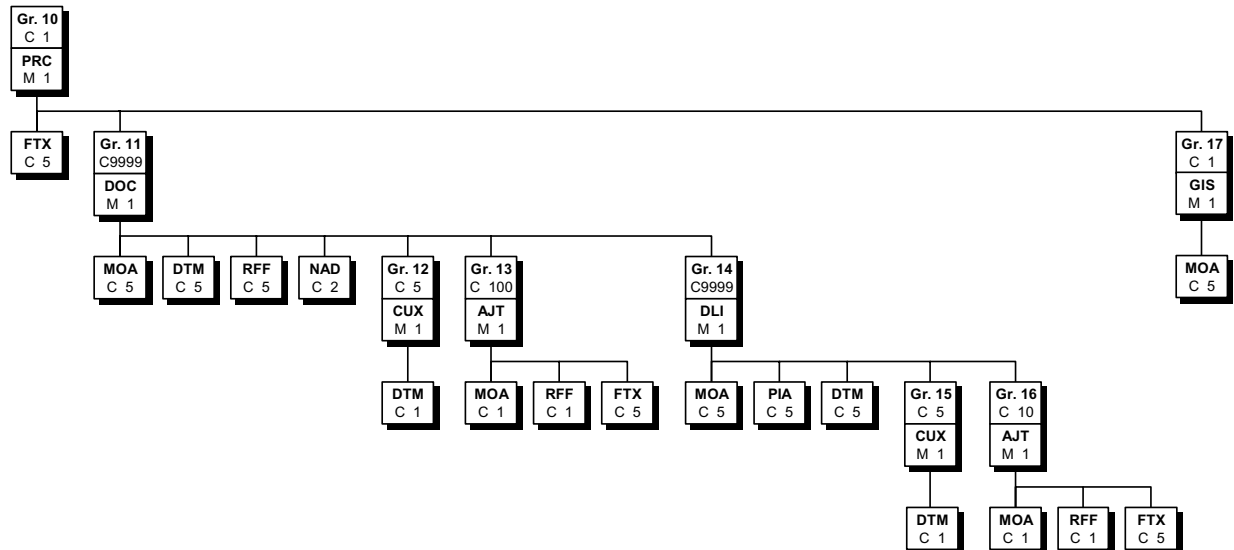 Gr. 10
C 1
PRC
M 1
FTX
C 5
Gr. 11
C9999
DOC
M 1
Gr. 17
C 1
GIS
M 1
MOA
C 5
DTM
C 5
RFF
C 5
NAD
C 2
Gr. 12
C 5
CUX
M 1
Gr. 13
C 100
AJT
M 1
Gr. 14
C9999
DLI
M 1
MOA
C 5
DTM
C 1
MOA
C 1
RFF
C 1
FTX
C 5
MOA
C 5
PIA
C 5
DTM
C 5
Gr. 15
C 5
CUX
M 1
Gr. 16
C 10
AJT
M 1
DTM
C 1
MOA
C 1
RFF
C 1
FTX
C 5